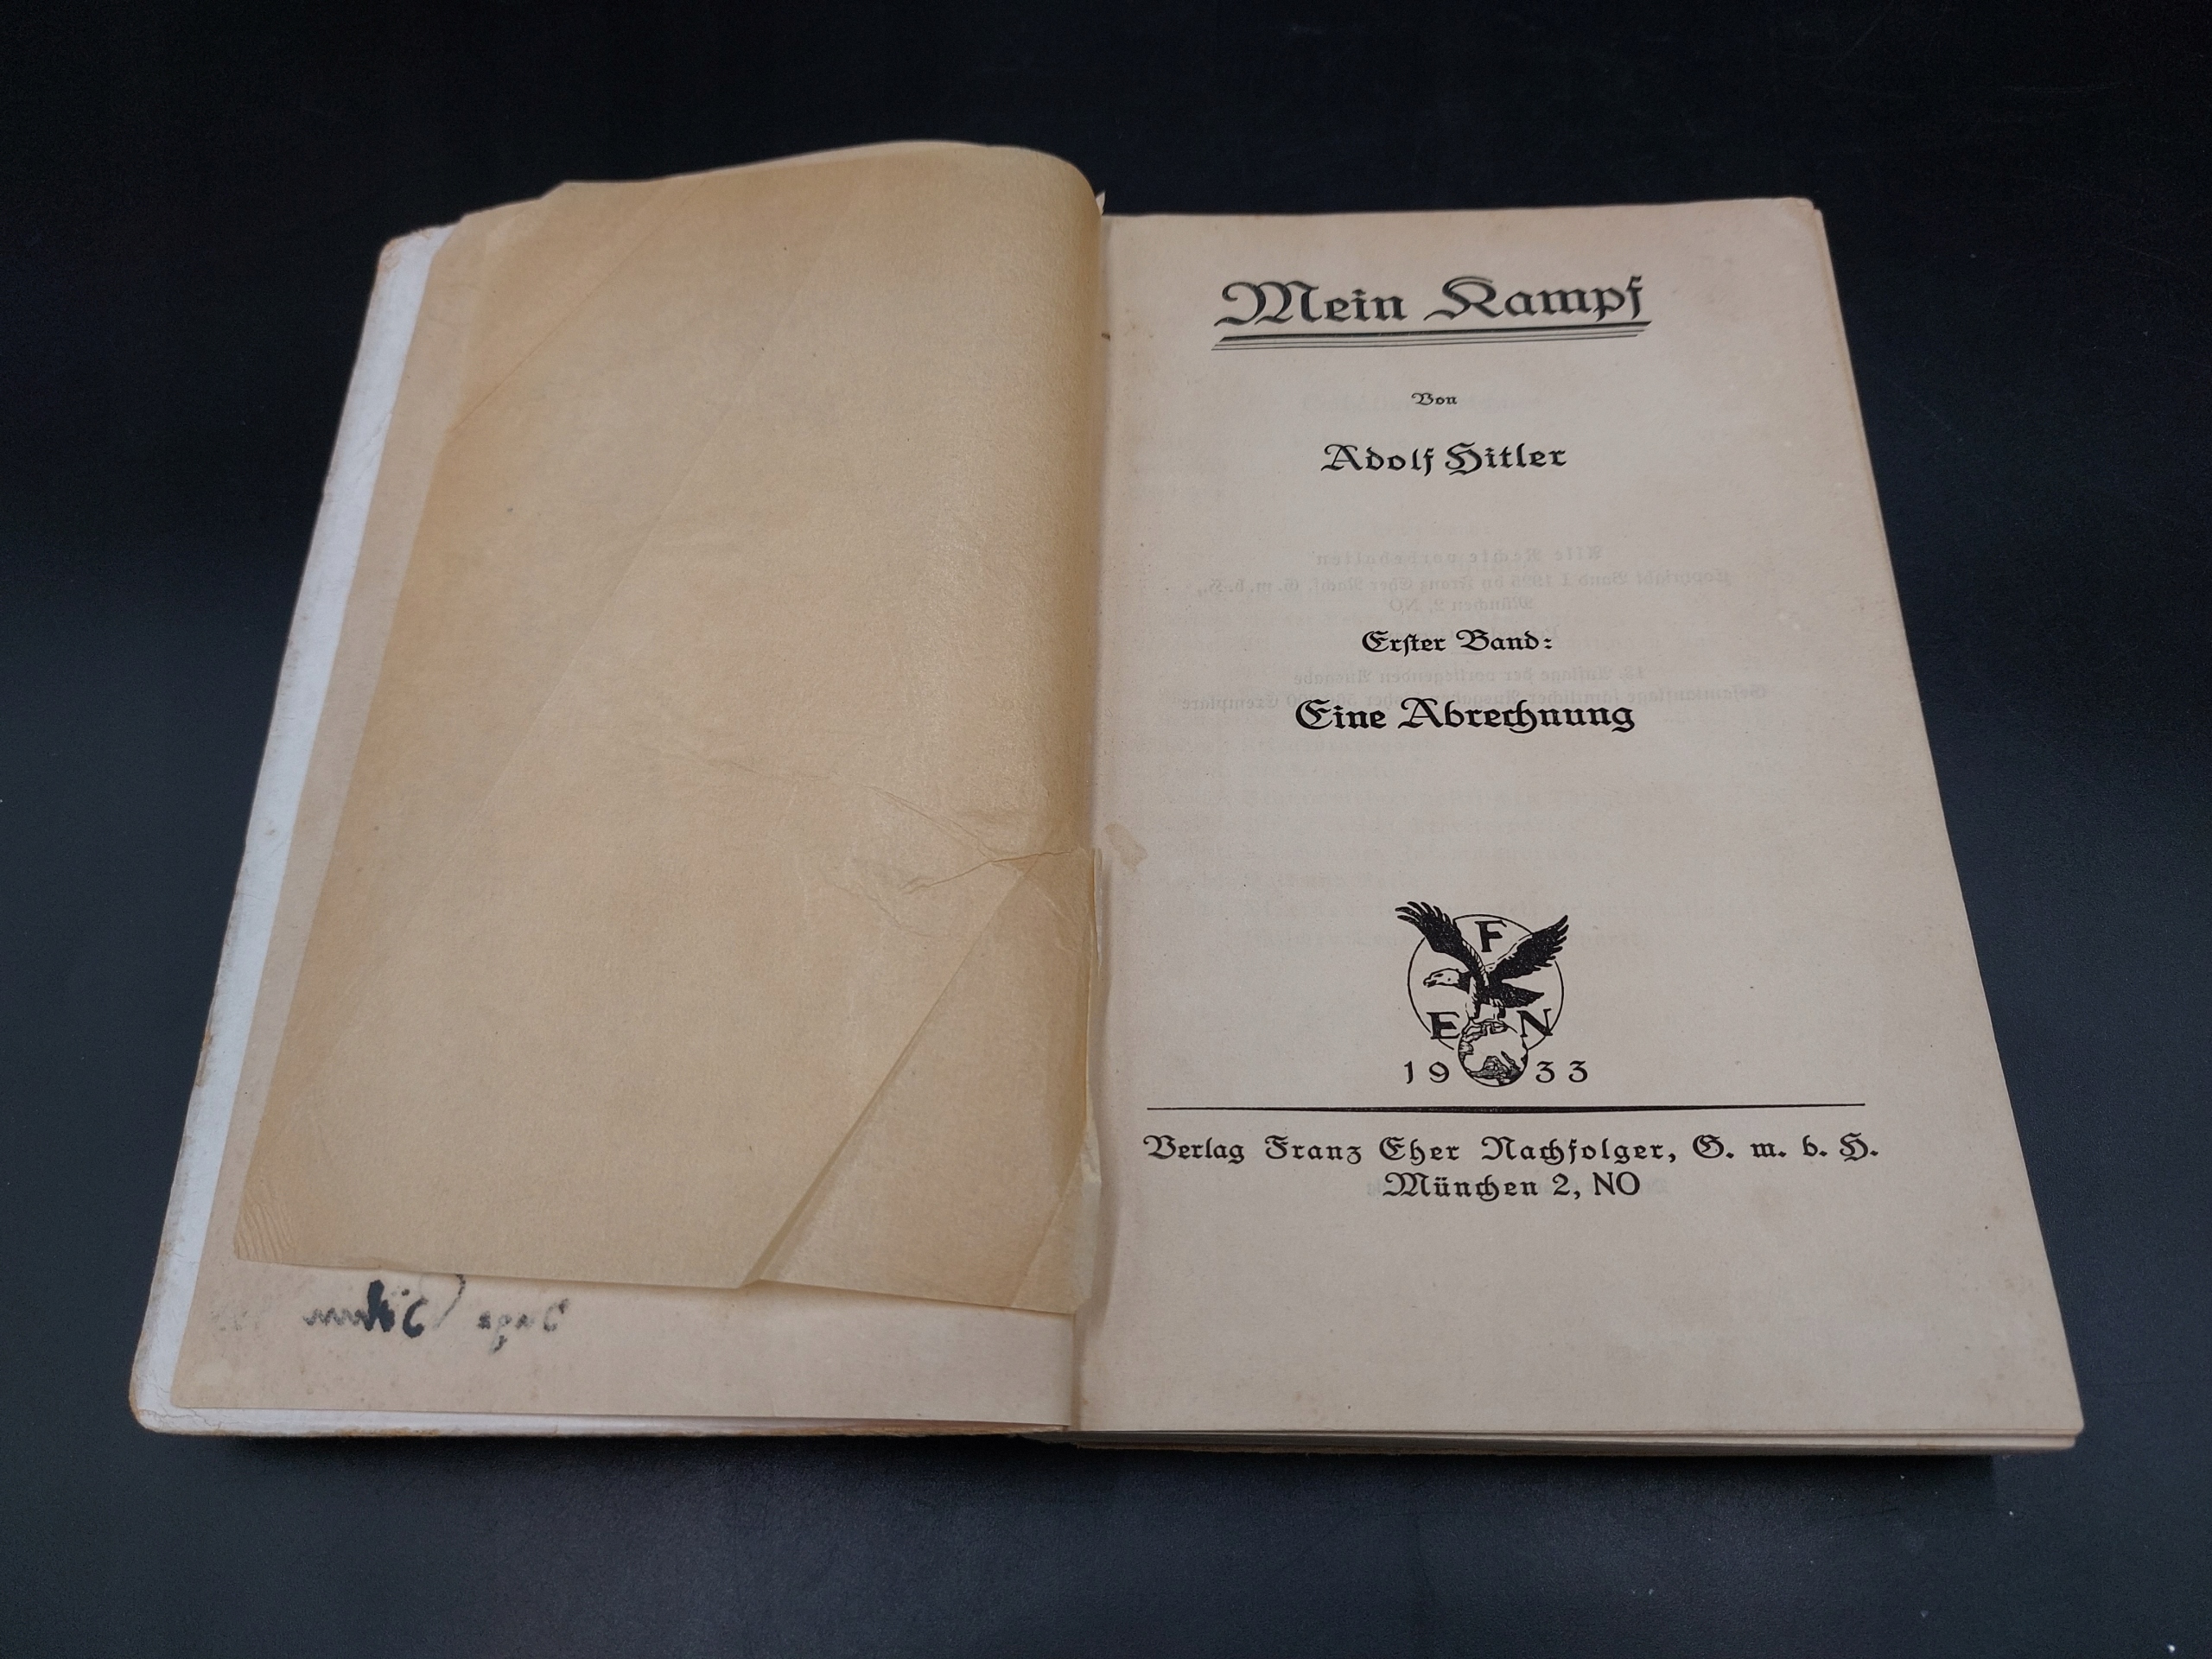 Mein Kampf
Von
Adolf Hitler
Erſter Band:
Eine Abrechnung
F
E N
1933
Verlag Franz Eher Nachfolger, G. m. b. H.
München 2, NO